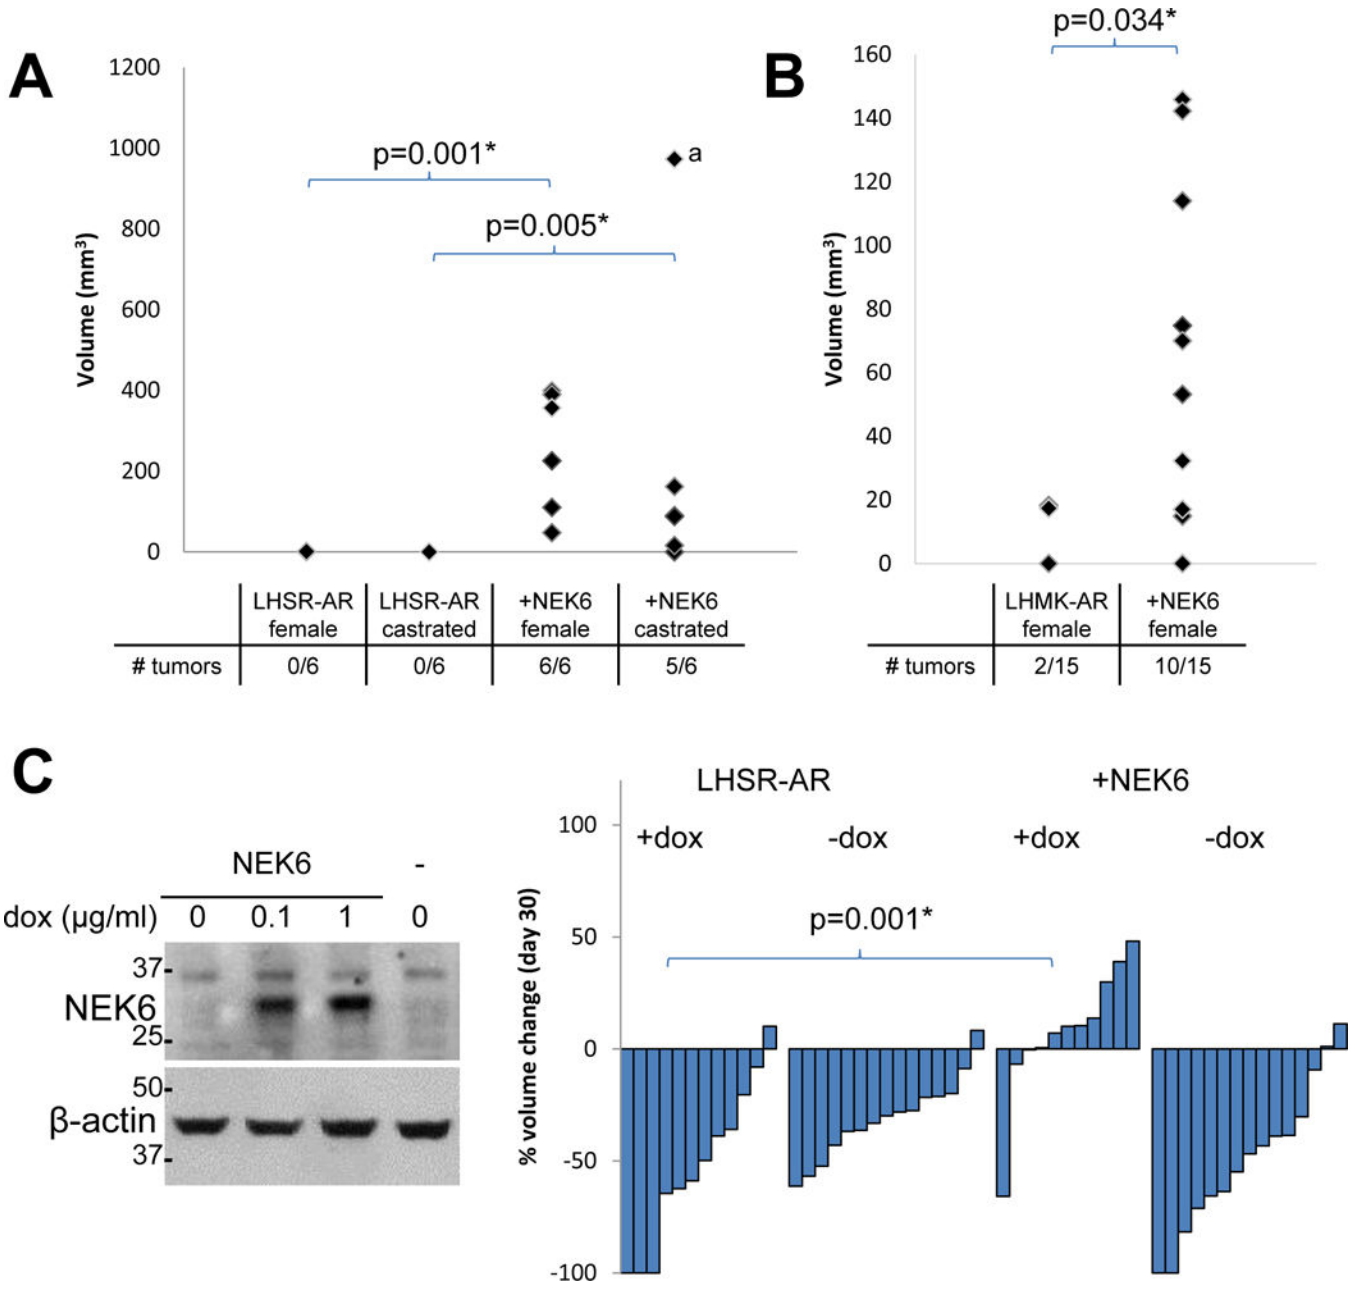 A
1200
1000
800
600
400
200
0
Volume (mm³)
p=0.001*
p=0.005*
a
LHSR-AR female
LHSR-AR castrated
+NEK6 female
+NEK6 castrated
# tumors 0/6 0/6 6/6 5/6
B
p=0.034*
160
140
120
100
80
60
40
20
0
Volume (mm³)
LHMK-AR female
+NEK6 female
# tumors 2/15 10/15
C
NEK6 -
dox (µg/ml) 0 0.1 1 0
37
NEK6
25
50
β-actin
37
LHSR-AR +NEK6
+dox -dox +dox -dox
p=0.001*
100
50
0
-50
-100
% volume change (day 30)